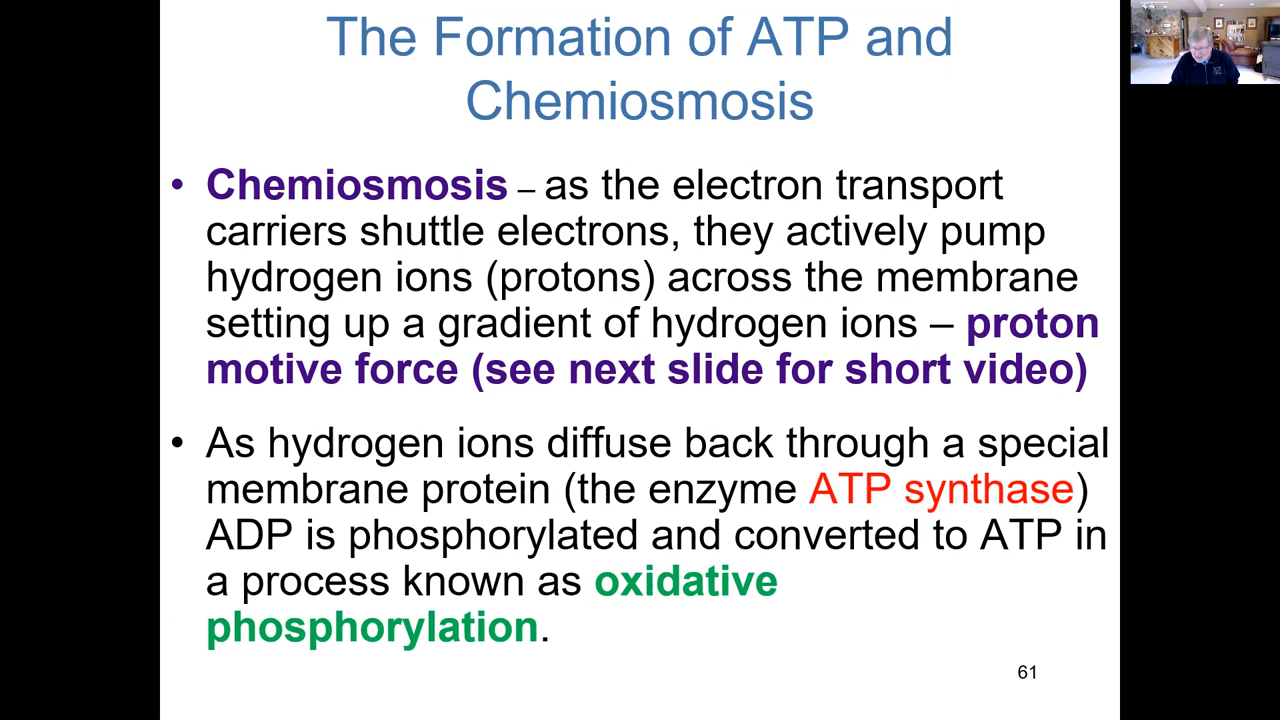 The Formation of ATP and
Chemiosmosis
• Chemiosmosis – as the electron transport
carriers shuttle electrons, they actively pump
hydrogen ions (protons) across the membrane
setting up a gradient of hydrogen ions – proton
motive force (see next slide for short video)
• As hydrogen ions diffuse back through a special
membrane protein (the enzyme ATP synthase)
ADP is phosphorylated and converted to ATP in
a process known as oxidative
phosphorylation.
61